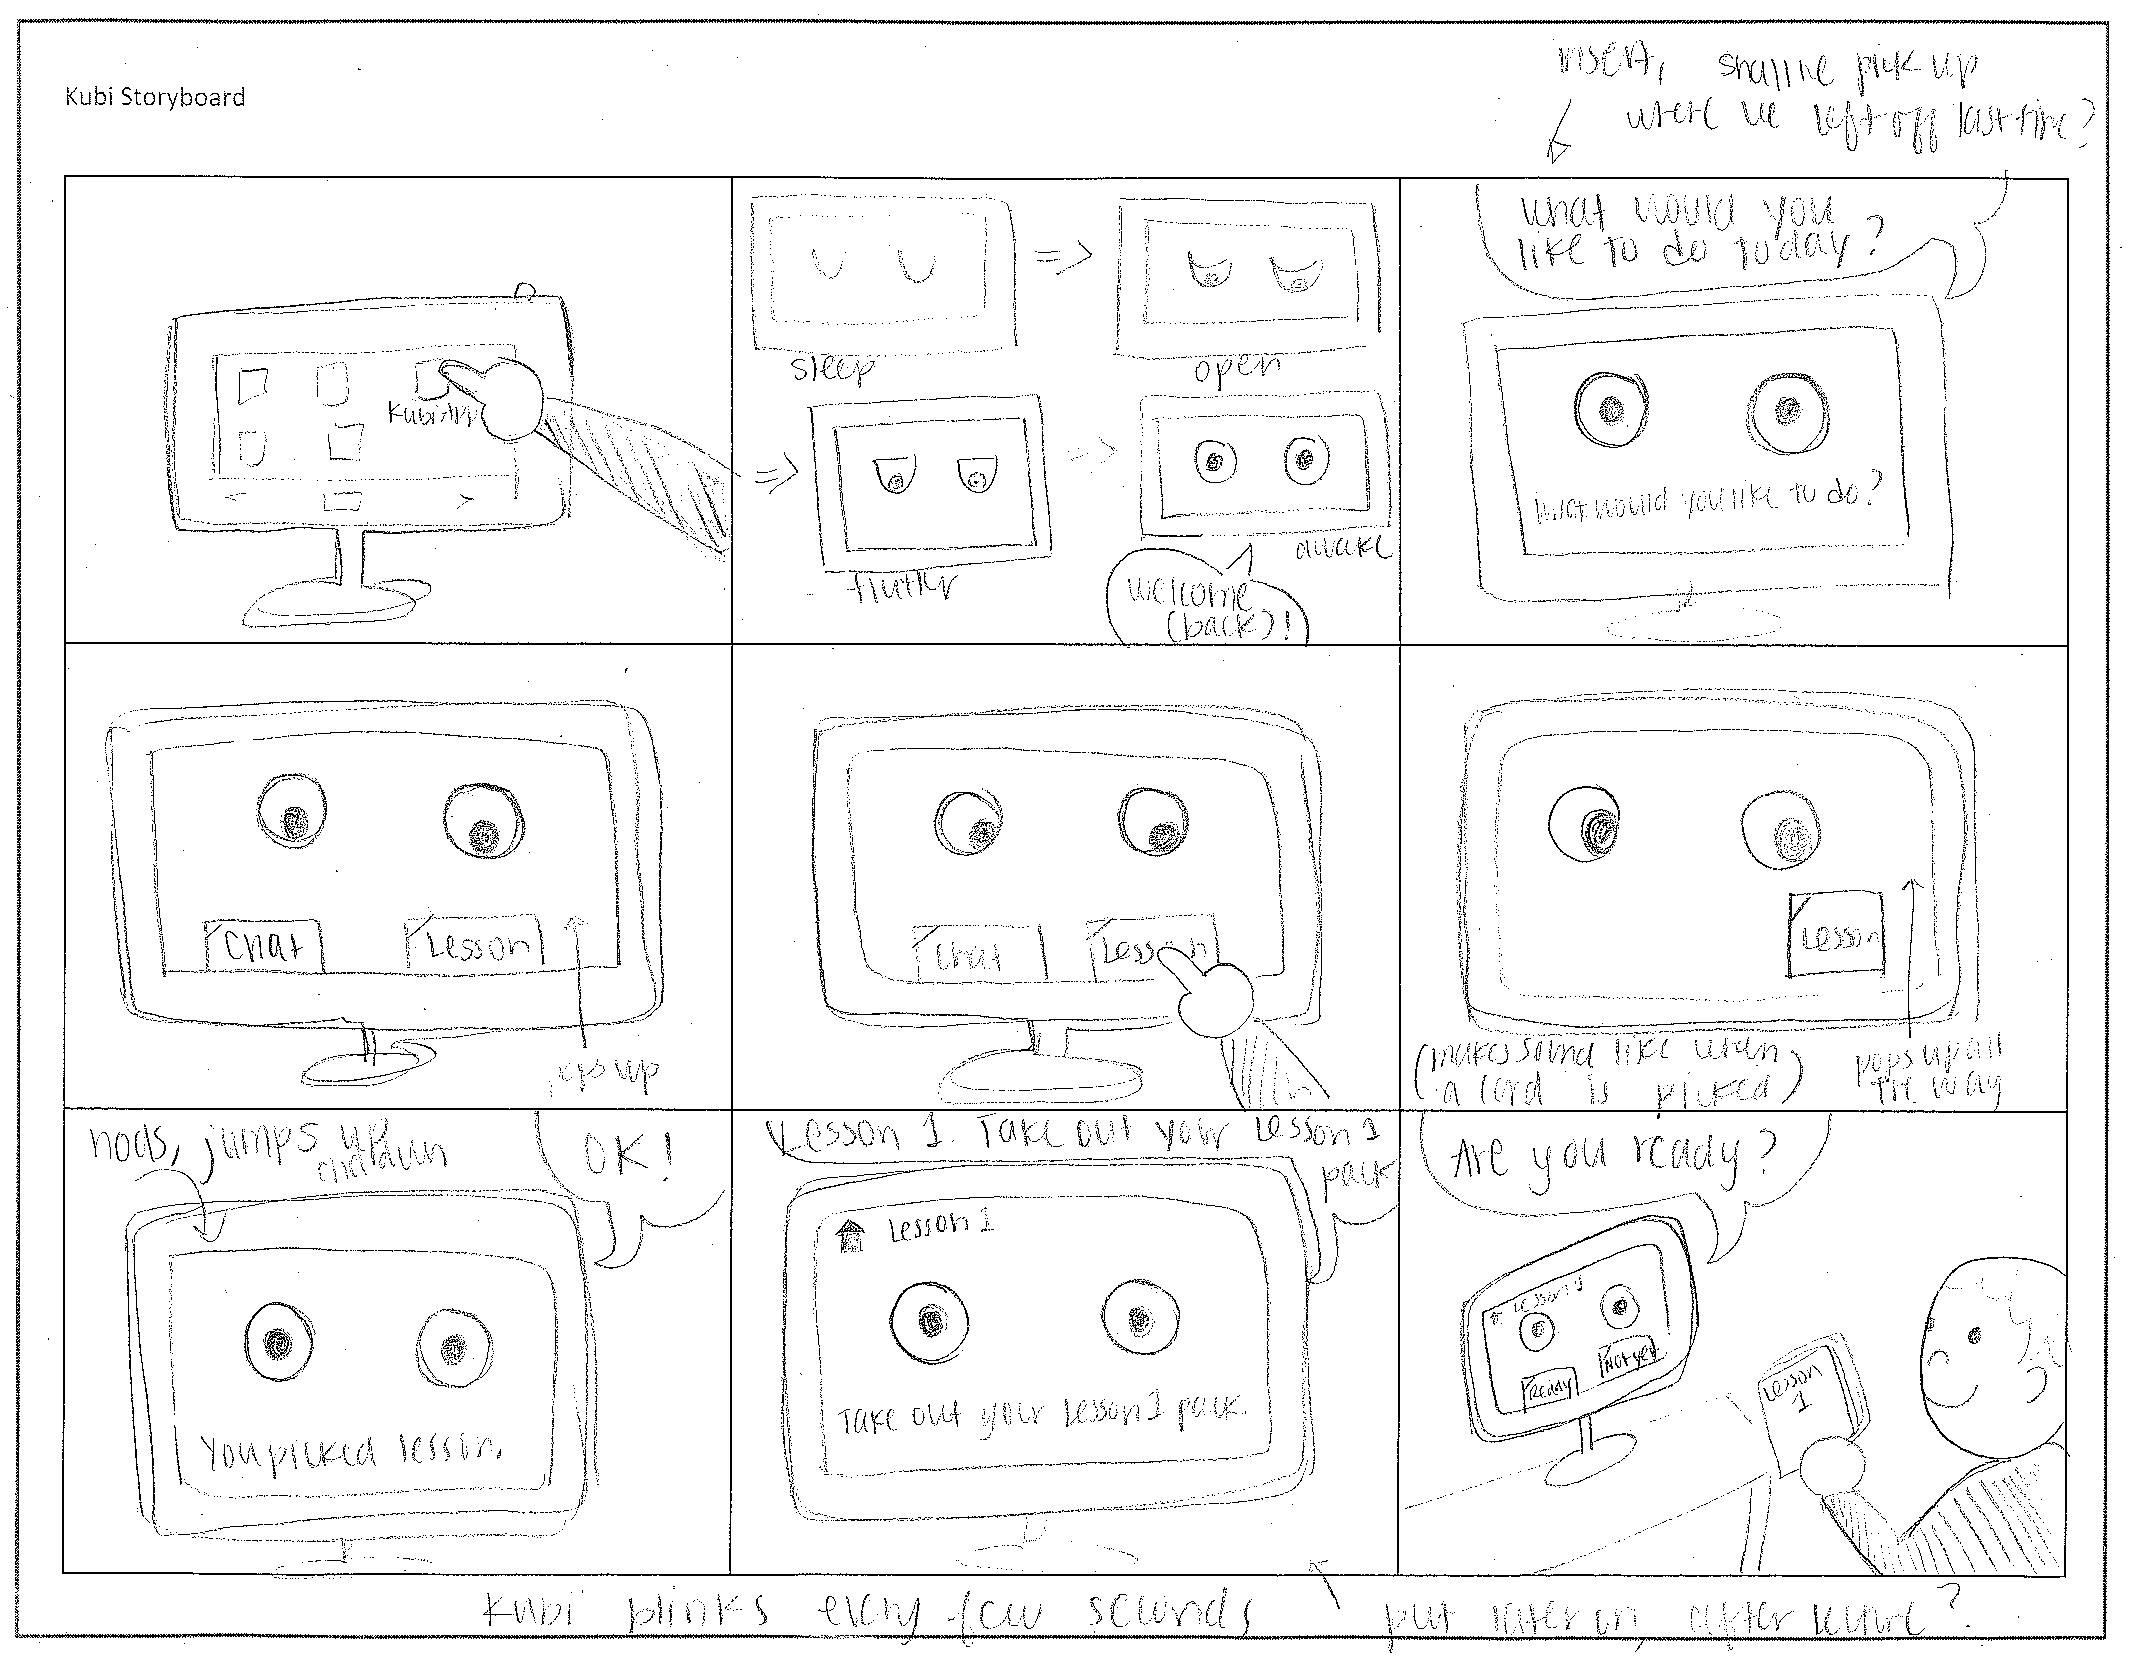 Kubi Storyboard
insert, shall we pick up
where we left off last time?
KubiApp
sleep
open
flutter
awake
Welcome
(back)!
What would you
like to do today?
What would you like to do?
Chat
Lesson
pops up
Chat
Lesson
Lesson
(makes sound like when
a card is picked)
pops up all
the way
nods, jumps up
and down
OK!
You picked lesson.
Lesson 1. Take out your Lesson 1
pack
Lesson 1
Take out your Lesson 1 pack.
Are you ready?
Lesson 1
Ready
Not yet
Lesson
1
Kubi blinks every few seconds
put later on, after lecture?